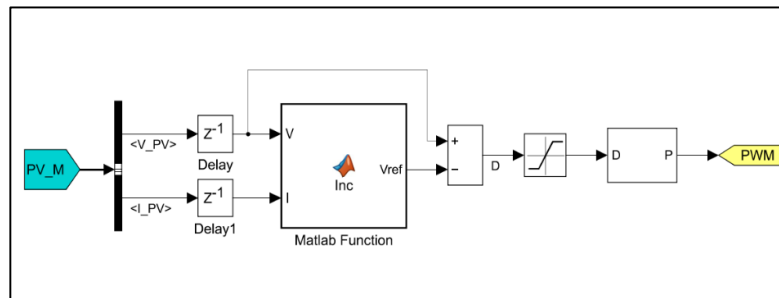 PV_M
<V_PV>
Z-1
Delay
<I_PV>
Z-1
Delay1
V
I
Inc
Vref
Matlab Function
+
−
D
D
P
PWM